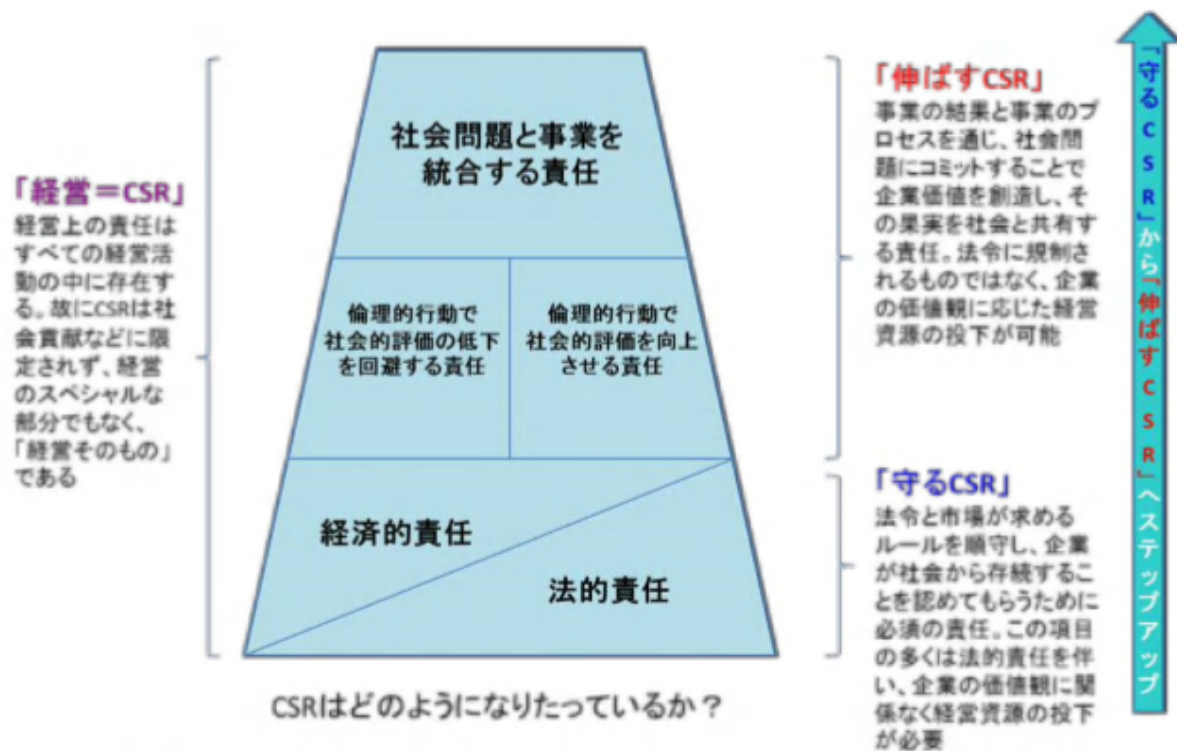 「経営＝CSR」
経営上の責任は
すべての経営活
動の中に存在す
る。故にCSRは社
会貢献などに限
定されず、経営
のスペシャルな
部分でもなく、
「経営そのもの」
である
社会問題と事業を
統合する責任
倫理的行動で
社会的評価の低下
を回避する責任
倫理的行動で
社会的評価を向上
させる責任
経済的責任
法的責任
CSRはどのようになりたっているか？
「伸ばすCSR」
事業の結果と事業のプ
ロセスを通じ、社会問
題にコミットすることで
企業価値を創造し、そ
の果実を社会と共有す
る責任。法令に規制さ
れるものではなく、企業
の価値観に応じた経営
資源の投下が可能
「守るCSR」
法令と市場が求める
ルールを順守し、企業
が社会から存続するこ
とを認めてもらうために
必須の責任。この項目
の多くは法的責任を伴
い、企業の価値観に関
係なく経営資源の投下
が必要
「守るCSR」から「伸ばすCSR」へステップアップ